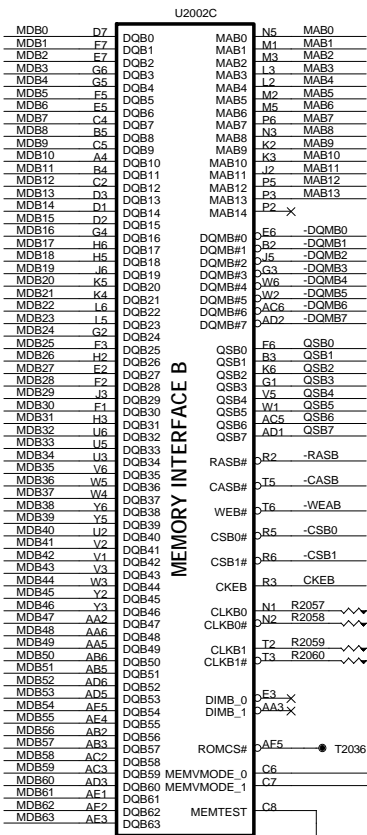 U2002C
MDB0 D7 DQB0 MAB0 N5 MAB0
MDB1 F7 DQB1 MAB1 M1 MAB1
MDB2 E7 DQB2 MAB2 M3 MAB2
MDB3 G6 DQB3 MAB3 L3 MAB3
MDB4 G5 DQB4 MAB4 L2 MAB4
MDB5 F5 DQB5 MAB5 M2 MAB5
MDB6 E5 DQB6 MAB6 M5 MAB6
MDB7 C4 DQB7 MAB7 P6 MAB7
MDB8 B5 DQB8 MAB8 N3 MAB8
MDB9 C5 DQB9 MAB9 K2 MAB9
MDB10 A4 DQB10 MAB10 K3 MAB10
MDB11 B4 DQB11 MAB11 J2 MAB11
MDB12 C2 DQB12 MAB12 P5 MAB12
MDB13 D3 DQB13 MAB13 P3 MAB13
MDB14 D1 DQB14 MAB14 P2
MDB15 D2 DQB15
MDB16 G4 DQB16 DQMB#0 E6 -DQMB0
MDB17 H6 DQB17 DQMB#1 B2 -DQMB1
MDB18 H5 DQB18 DQMB#2 J5 -DQMB2
MDB19 J6 DQB19 DQMB#3 G3 -DQMB3
MDB20 K5 DQB20 DQMB#4 W6 -DQMB4
MDB21 K4 DQB21 DQMB#5 W2 -DQMB5
MDB22 L6 DQB22 DQMB#6 AC6 -DQMB6
MDB23 L5 DQB23 DQMB#7 AD2 -DQMB7
MDB24 G2 DQB24
MDB25 F3 DQB25 QSB0 F6 QSB0
MDB26 H2 DQB26 QSB1 B3 QSB1
MDB27 E2 DQB27 QSB2 K6 QSB2
MDB28 F2 DQB28 QSB3 G1 QSB3
MDB29 J3 DQB29 QSB4 V5 QSB4
MDB30 F1 DQB30 QSB5 W1 QSB5
MDB31 H3 DQB31 QSB6 AC5 QSB6
MDB32 U6 DQB32 QSB7 AD1 QSB7
MDB33 U5 DQB33
MDB34 U3 DQB34 RASB# R2 -RASB
MDB35 V6 DQB35
MDB36 W5 DQB36 CASB# T5 -CASB
MDB37 W4 DQB37
MDB38 Y6 DQB38 WEB# T6 -WEAB
MDB39 Y5 DQB39
MDB40 U2 DQB40 CSB0# R5 -CSB0
MDB41 V2 DQB41
MDB42 V1 DQB42 CSB1# R6 -CSB1
MDB43 V3 DQB43
MDB44 W3 DQB44 CKEB R3 CKEB
MDB45 Y2 DQB45
MDB46 Y3 DQB46 CLKB0 N1 R2057
MDB47 AA2 DQB47 CLKB0# N2 R2058
MDB48 AA6 DQB48
MDB49 AA5 DQB49 CLKB1 T2 R2059
MDB50 AB6 DQB50 CLKB1# T3 R2060
MDB51 AB5 DQB51
MDB52 AD6 DQB52
MDB53 AD5 DQB53 DIMB_0 E3
MDB54 AE5 DQB54 DIMB_1 AA3
MDB55 AE4 DQB55
MDB56 AB2 DQB56
MDB57 AB3 DQB57 ROMCS# AF5 T2036
MDB58 AC2 DQB58
MDB59 AC3 DQB59 MEMVMODE_0 C6
MDB60 AD3 DQB60 MEMVMODE_1 C7
MDB61 AE1 DQB61
MDB62 AE2 DQB62 MEMTEST C8
MDB63 AE3 DQB63
MEMORY INTERFACE B